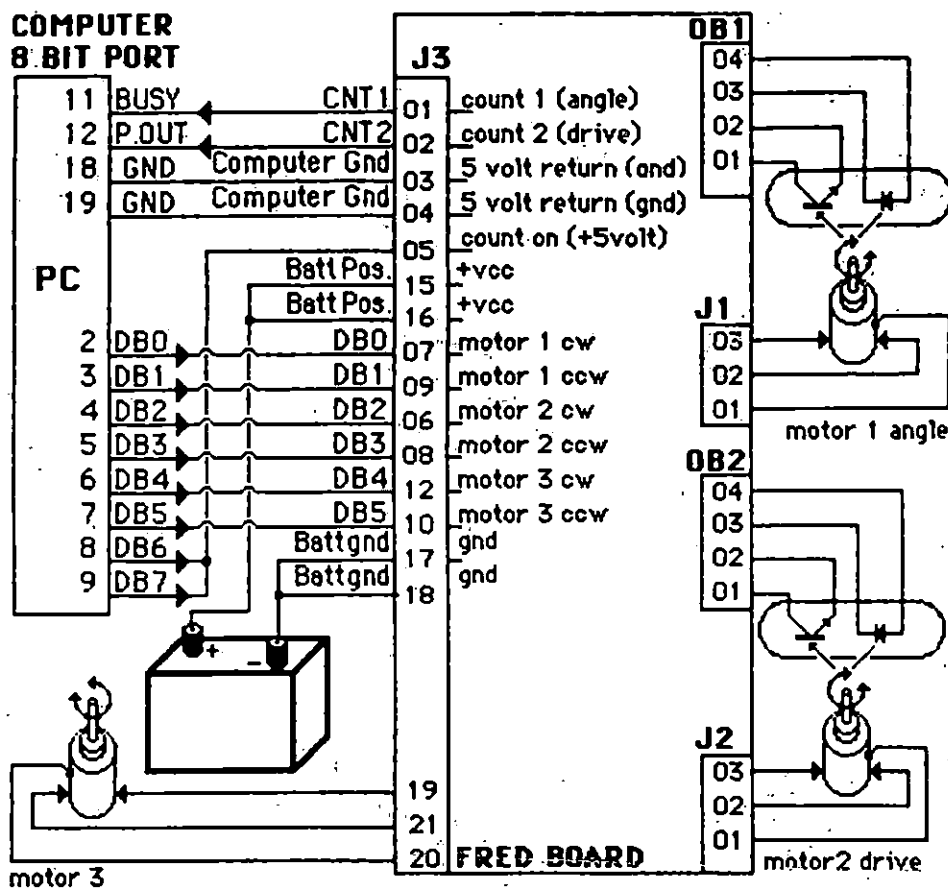 COMPUTER
8 BIT PORT
J3
OB1
11 BUSY CNT1 01 count 1 (angle)
12 P.OUT CNT2 02 count 2 (drive)
18 GND Computer Gnd 03 5 volt return (gnd)
19 GND Computer Gnd 04 5 volt return (gnd)
05 count on (+5volt)
PC
Batt Pos. 15 +vcc
Batt Pos. 16 +vcc
2 DB0 DB0 07 motor 1 cw
3 DB1 DB1 09 motor 1 ccw
4 DB2 DB2 06 motor 2 cw
5 DB3 DB3 08 motor 2 ccw
6 DB4 DB4 12 motor 3 cw
7 DB5 DB5 10 motor 3 ccw
8 DB6 Batt gnd 17 gnd
9 DB7 Batt gnd 18 gnd
+ -
19
21
20 FRED BOARD
motor 3
04
03
02
01
J1
03
02
01
motor 1 angle
OB2
04
03
02
01
J2
03
02
01
motor2 drive